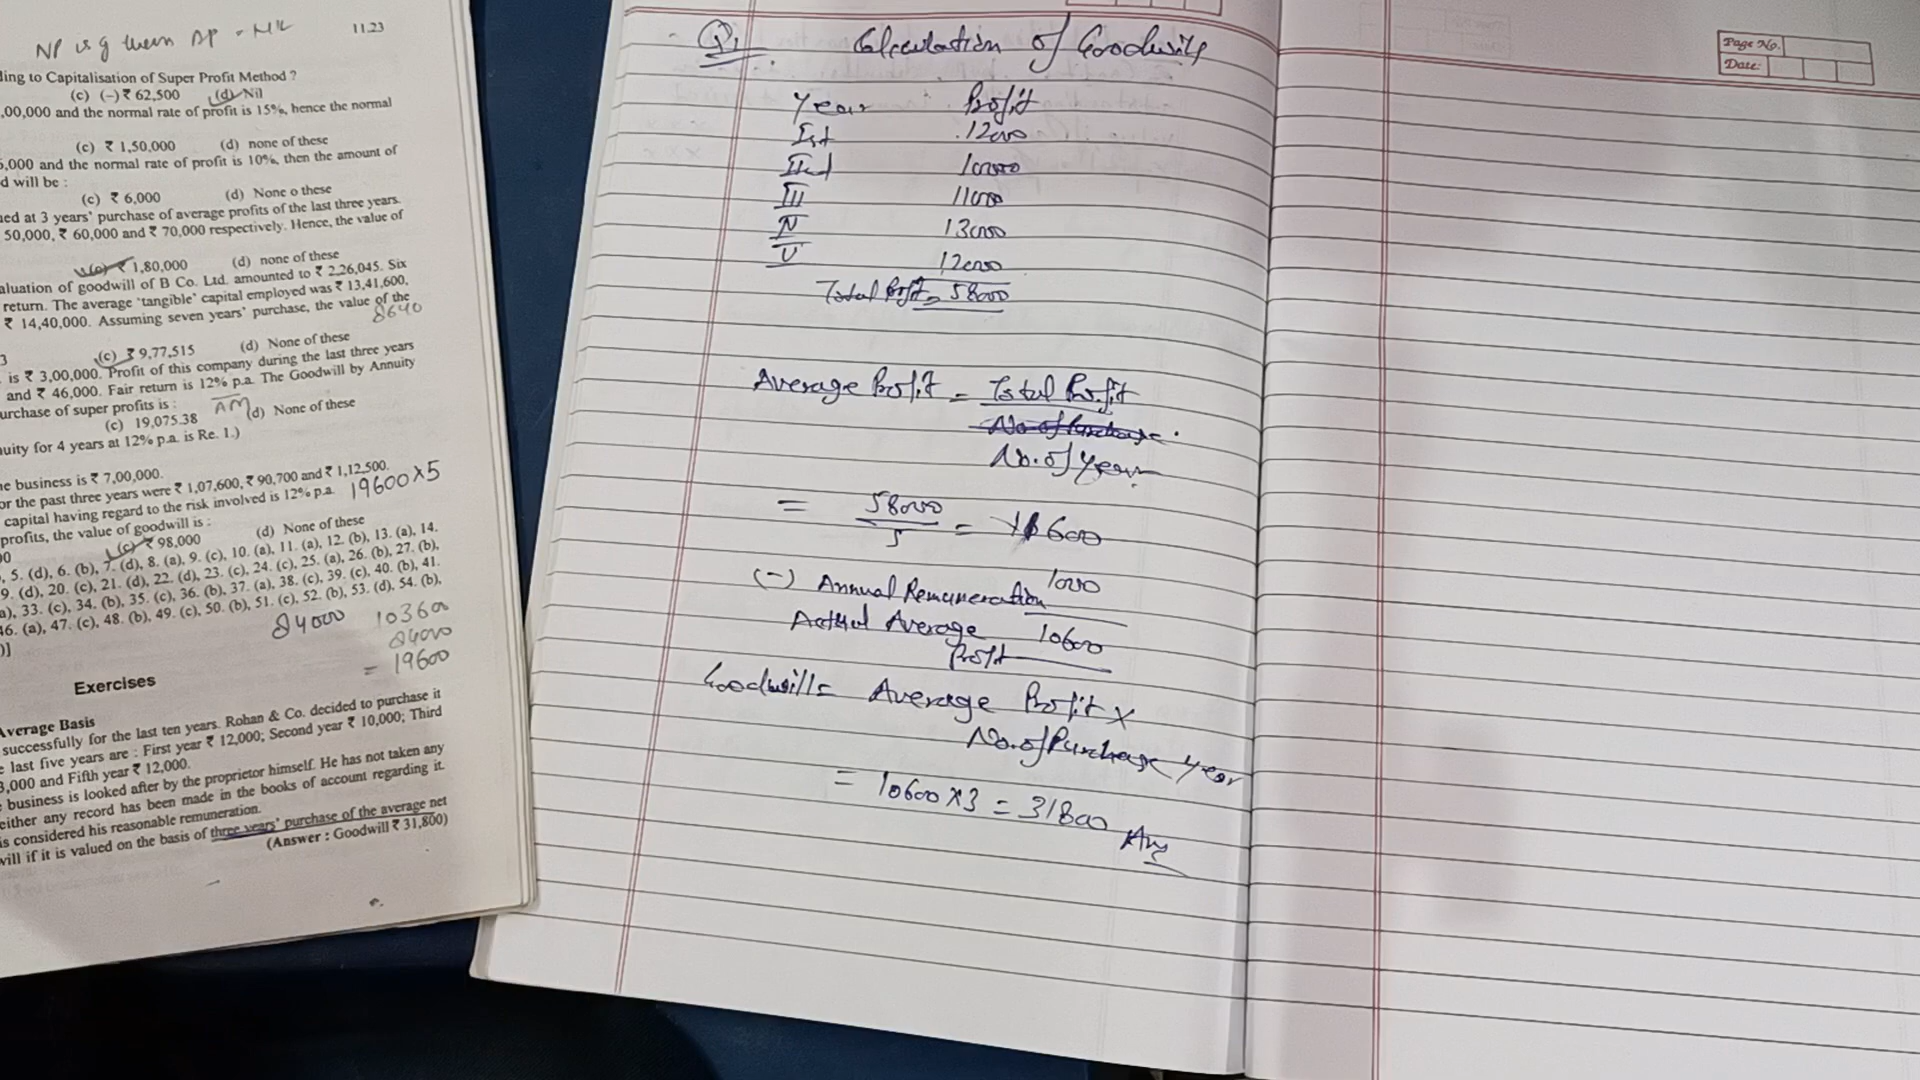 NP is g them AP = Nil
11.23
ling to Capitalisation of Super Profit Method ?
(c) (-) ₹ 62,500 (d) Nil
,00,000 and the normal rate of profit is 15%, hence the normal
(c) ₹ 1,50,000 (d) none of these
5,000 and the normal rate of profit is 10%, then the amount of
d will be :
(c) ₹ 6,000 (d) None o these
ued at 3 years' purchase of average profits of the last three years.
50,000, ₹ 60,000 and ₹ 70,000 respectively. Hence, the value of
(c) ₹ 1,80,000 (d) none of these
aluation of goodwill of B Co. Ltd. amounted to ₹ 2,26,045. Six
return. The average 'tangible' capital employed was ₹ 13,41,600,
₹ 14,40,000. Assuming seven years' purchase, the value of the
8640
3 (c) ₹ 9,77,515 (d) None of these
is ₹ 3,00,000. Profit of this company during the last three years
and ₹ 46,000. Fair return is 12% p.a. The Goodwill by Annuity
urchase of super profits is :
AM
(c) 19,075.38 (d) None of these
uity for 4 years at 12% p.a. is Re. 1.)
e business is ₹ 7,00,000.
or the past three years were ₹ 1,07,600, ₹ 90,700 and ₹ 1,12,500.
capital having regard to the risk involved is 12% p.a. 19600×5
profits, the value of goodwill is :
00 (c) ₹ 98,000 (d) None of these
, 5. (d), 6. (b), 7. (d), 8. (a), 9. (c), 10. (a), 11. (a), 12. (b), 13. (a), 14.
9. (d), 20. (c), 21. (d), 22. (d), 23. (c), 24. (c), 25. (a), 26. (b), 27. (b),
a), 33. (c), 34. (b), 35. (c), 36. (b), 37. (a), 38. (c), 39. (c), 40. (b), 41.
46. (a), 47. (c), 48. (b), 49. (c), 50. (b), 51. (c), 52. (b), 53. (d), 54. (b),
)]
84000 103600
84000
= 19600
Exercises
Average Basis
successfully for the last ten years. Rohan & Co. decided to purchase it
e last five years are : First year ₹ 12,000; Second year ₹ 10,000; Third
3,000 and Fifth year ₹ 12,000.
business is looked after by the proprietor himself. He has not taken any
either any record has been made in the books of account regarding it.
is considered his reasonable remuneration.
will if it is valued on the basis of three years' purchase of the average net
(Answer : Goodwill ₹ 31,800)
Q1. Calculation of Goodwill
Year Profit
Ist 12000
IInd 10000
III 11000
IV 13000
V 12000
Total Profit = 58000
Average Profit = Total Profit
No. of Purchase
No. of Year
= 58000 / 5 = 11600
(-) Annual Remuneration 1000
Actual Average 10600
Profit
Goodwill = Average Profit ×
No. of Purchase Year
= 10600 × 3 = 31800 Ans
Page No.
Date: